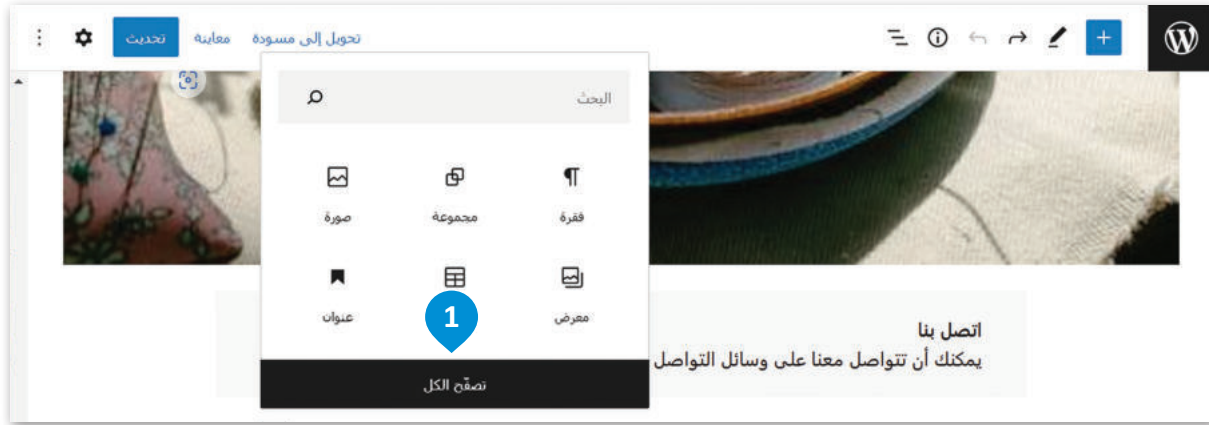 تحويل إلى مسودة معاينة تحديث
البحث
فقرة مجموعة صورة
معرض عنوان
1
تصفّح الكل
اتصل بنا
يمكنك أن تتواصل معنا على وسائل التواصل